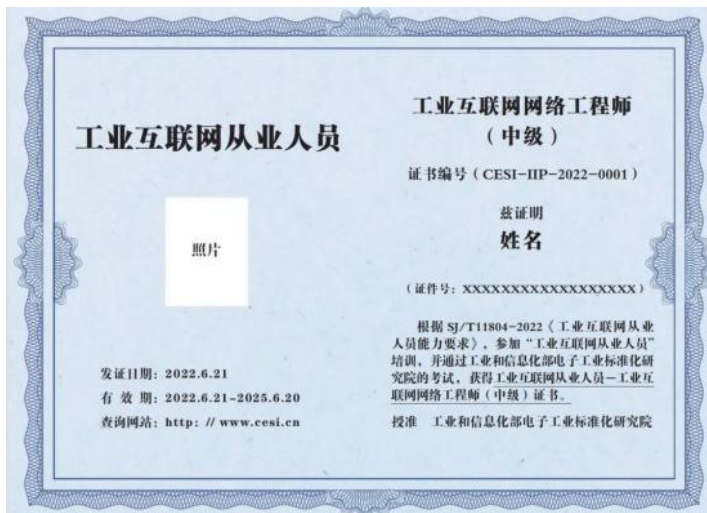 工业互联网从业人员
照片
发证日期：2022.6.21
有 效 期：2022.6.21-2025.6.20
查询网站：http: // www.cesi.cn
工业互联网网络工程师
（中级）
证书编号（CESI-IIP-2022-0001）
兹证明
姓名
（证件号：XXXXXXXXXXXXXXXXXX）
根据 SJ/T11804-2022《工业互联网从业
人员能力要求》，参加“工业互联网从业人员”
培训，并通过工业和信息化部电子工业标准化研
究院的考试，获得工业互联网从业人员－工业互
联网网络工程师（中级）证书。
授准 工业和信息化部电子工业标准化研究院